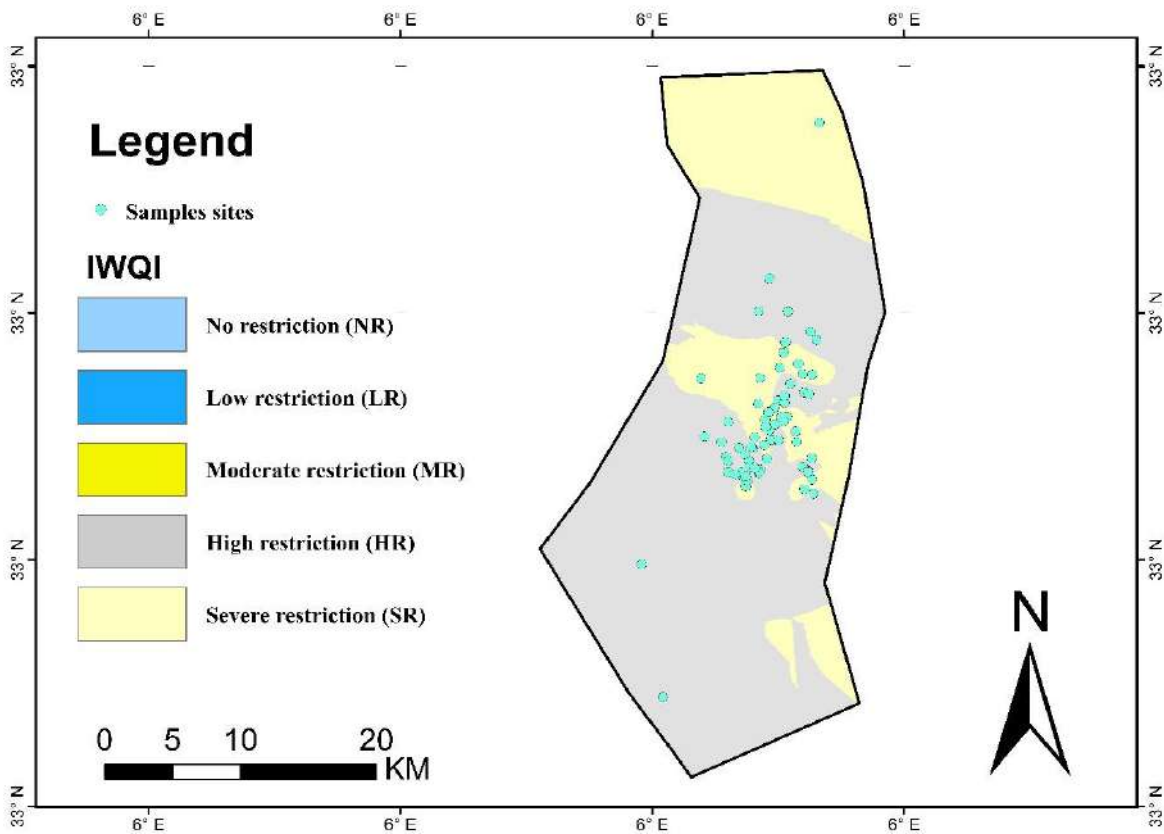 6° E 6° E 6° E 6° E
33° N 33° N
Legend
Samples sites
IWQI
33° N 33° N
No restriction (NR)
Low restriction (LR)
Moderate restriction (MR)
High restriction (HR)
33° N 33° N
Severe restriction (SR)
N
0 5 10 20
KM
33° N 33° N
6° E 6° E 6° E 6° E